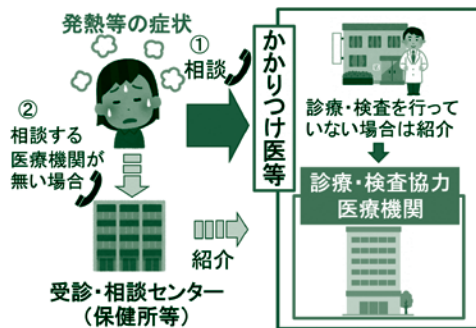 発熱等の症状
①
相談
②
相談する
医療機関が
無い場合
受診・相談センター
(保健所等)
紹介
かかりつけ医等
診療・検査を行って
いない場合は紹介
診療・検査協力
医療機関